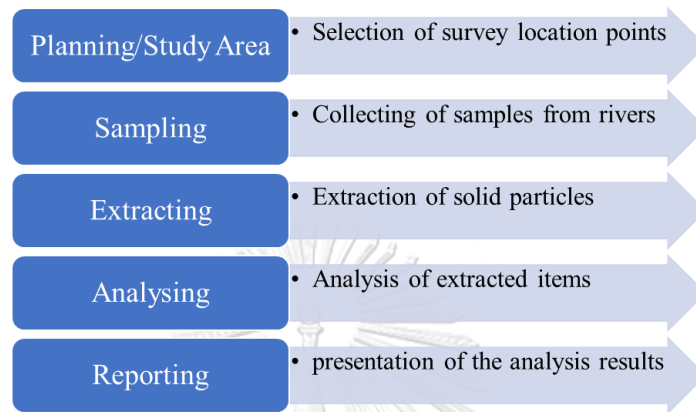 Planning/Study Area
• Selection of survey location points
Sampling
• Collecting of samples from rivers
Extracting
• Extraction of solid particles
Analysing
• Analysis of extracted items
Reporting
• presentation of the analysis results